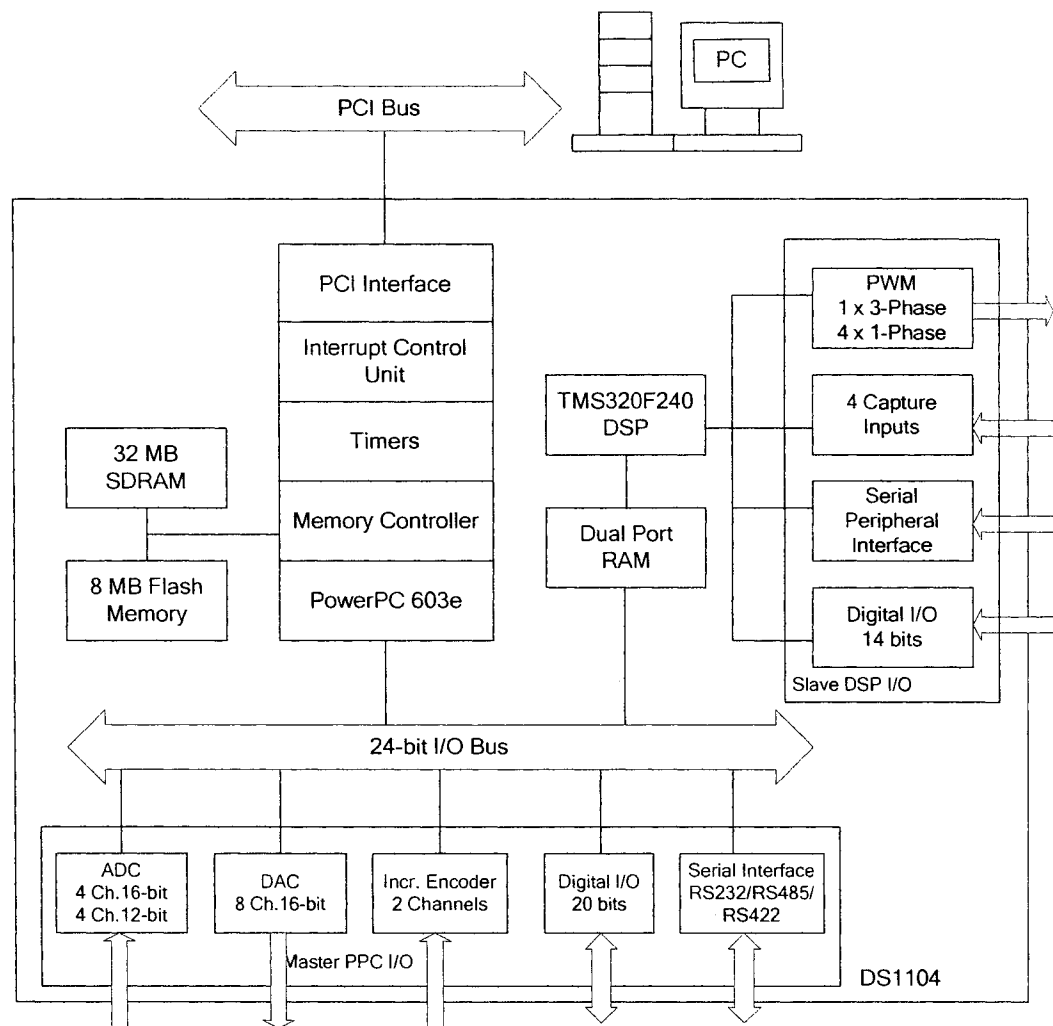 PC
PCI Bus
PCI Interface
Interrupt Control
Unit
Timers
Memory Controller
PowerPC 603e
32 MB
SDRAM
8 MB Flash
Memory
TMS320F240
DSP
Dual Port
RAM
PWM
1 x 3-Phase
4 x 1-Phase
4 Capture
Inputs
Serial
Peripheral
Interface
Digital I/O
14 bits
Slave DSP I/O
24-bit I/O Bus
ADC
4 Ch.16-bit
4 Ch.12-bit
DAC
8 Ch.16-bit
Incr. Encoder
2 Channels
Digital I/O
20 bits
Serial Interface
RS232/RS485/
RS422
Master PPC I/O
DS1104